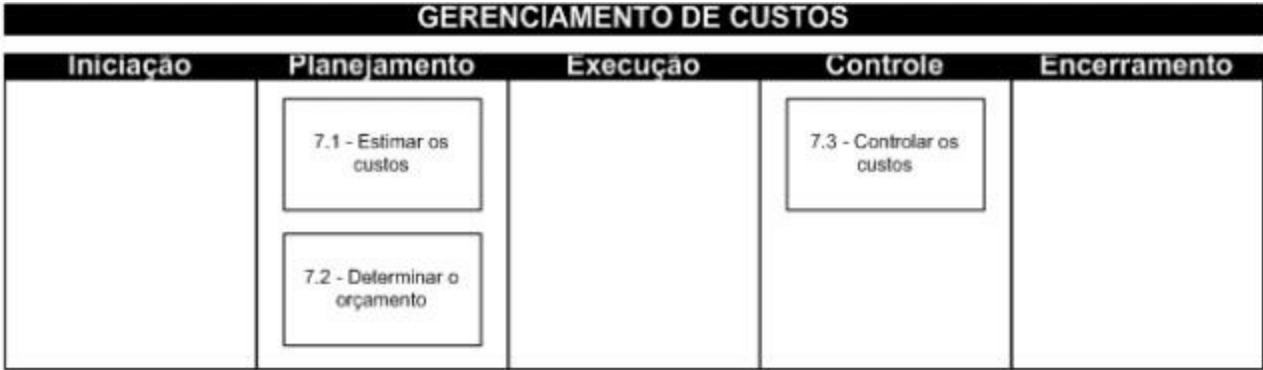 GERENCIAMENTO DE CUSTOS
Iniciação Planejamento Execução Controle Encerramento
7.1 - Estimar os
custos
7.2 - Determinar o
orçamento
7.3 - Controlar os
custos